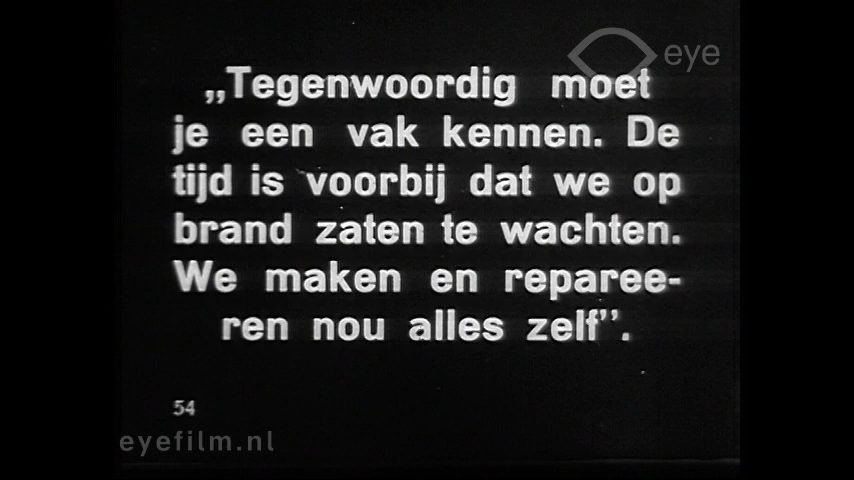 eye
„Tegenwoordig moet
je een vak kennen. De
tijd is voorbij dat we op
brand zaten te wachten.
We maken en reparee-
ren nou alles zelf”.
54
eyefilm.nl